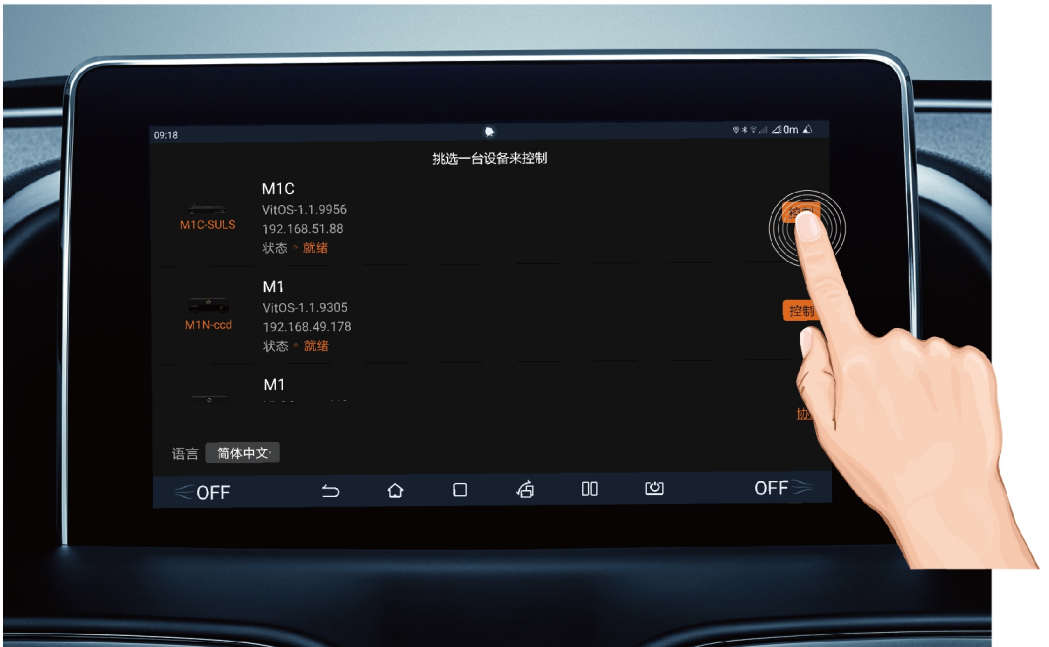 09:18
0m
挑选一台设备来控制
M1C
VitOS-1.1.9956
M1C-SULS
192.168.51.88
状态 就绪
M1
VitOS-1.1.9305
控制
M1N-ccd
192.168.49.178
状态 就绪
M1
语言 简体中文
OFF
OFF